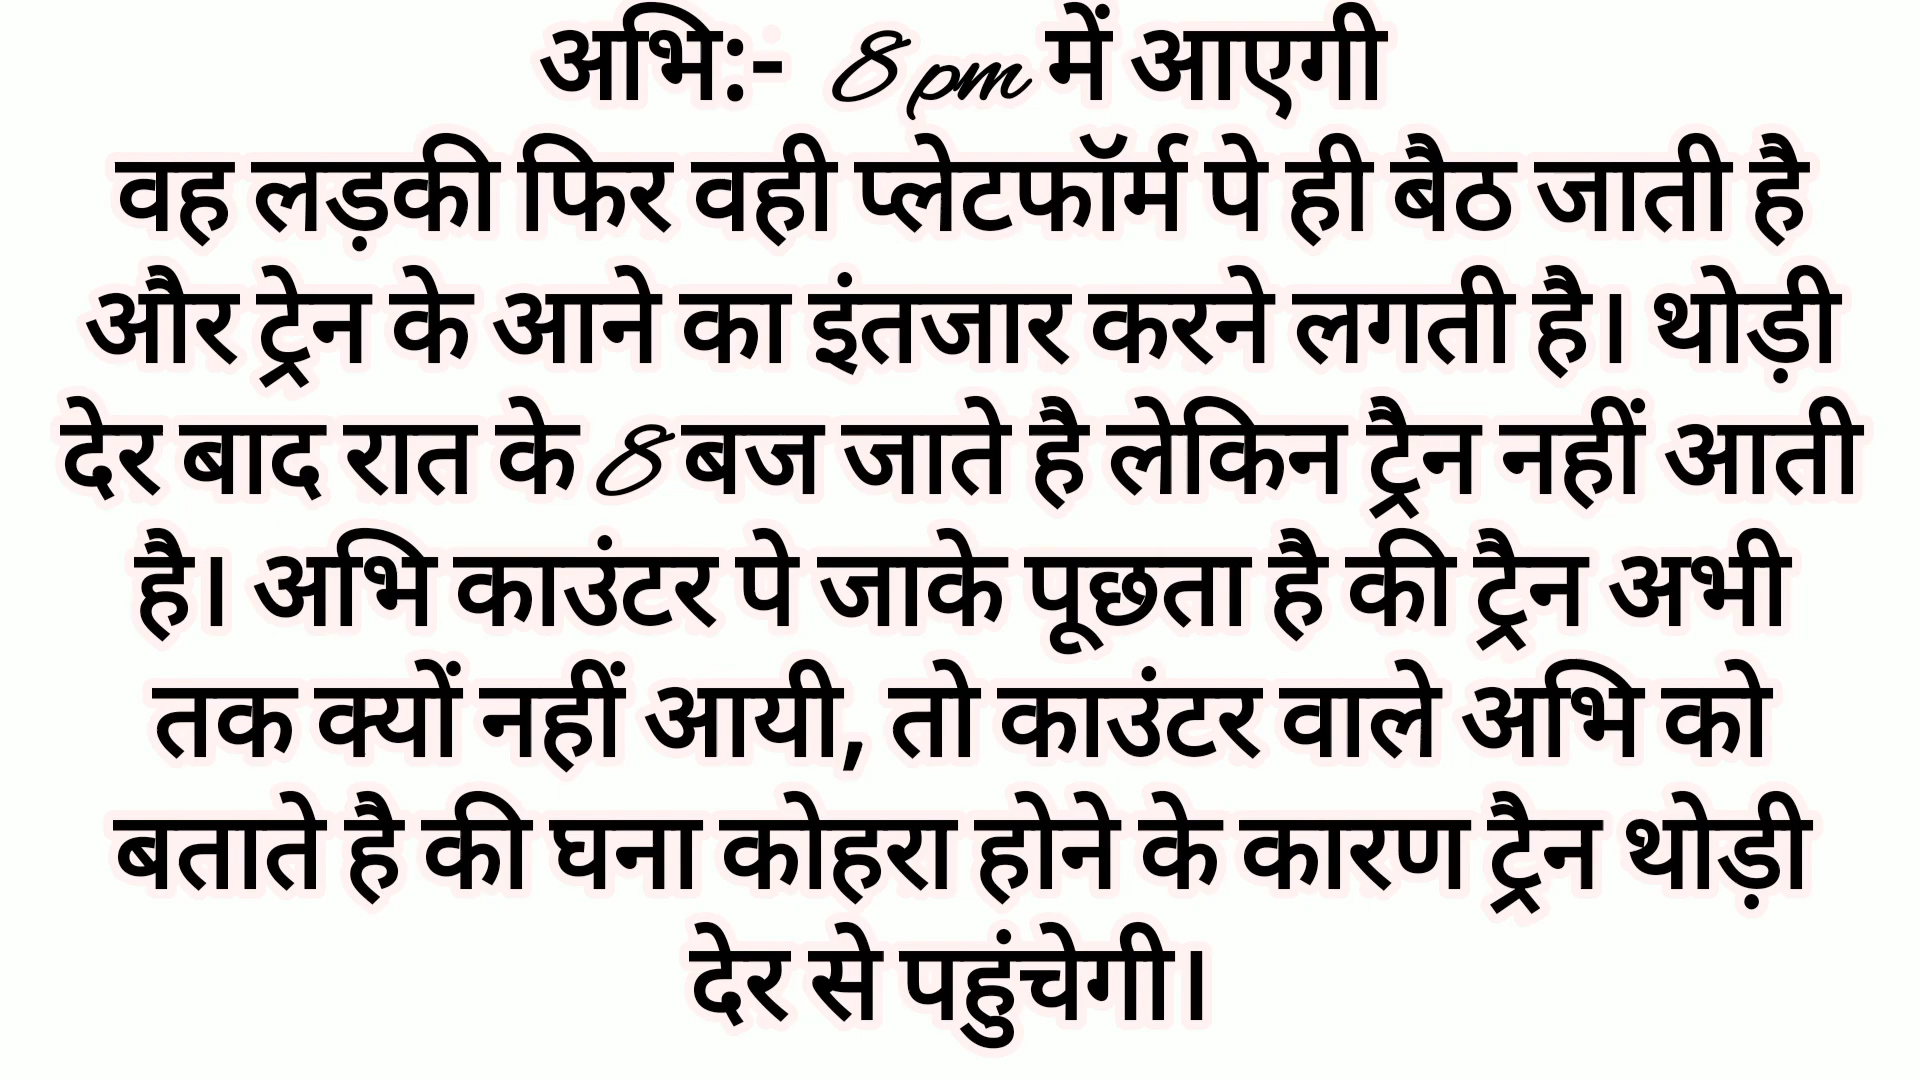 अभि:- 8 pm में आएगी
वह लड़की फिर वही प्लेटफॉर्म पे ही बैठ जाती है
और ट्रेन के आने का इंतजार करने लगती है। थोड़ी
देर बाद रात के 8 बज जाते है लेकिन ट्रैन नहीं आती
है। अभि काउंटर पे जाके पूछता है की ट्रैन अभी
तक क्यों नहीं आयी, तो काउंटर वाले अभि को
बताते है की घना कोहरा होने के कारण ट्रैन थोड़ी
देर से पहुंचेगी।